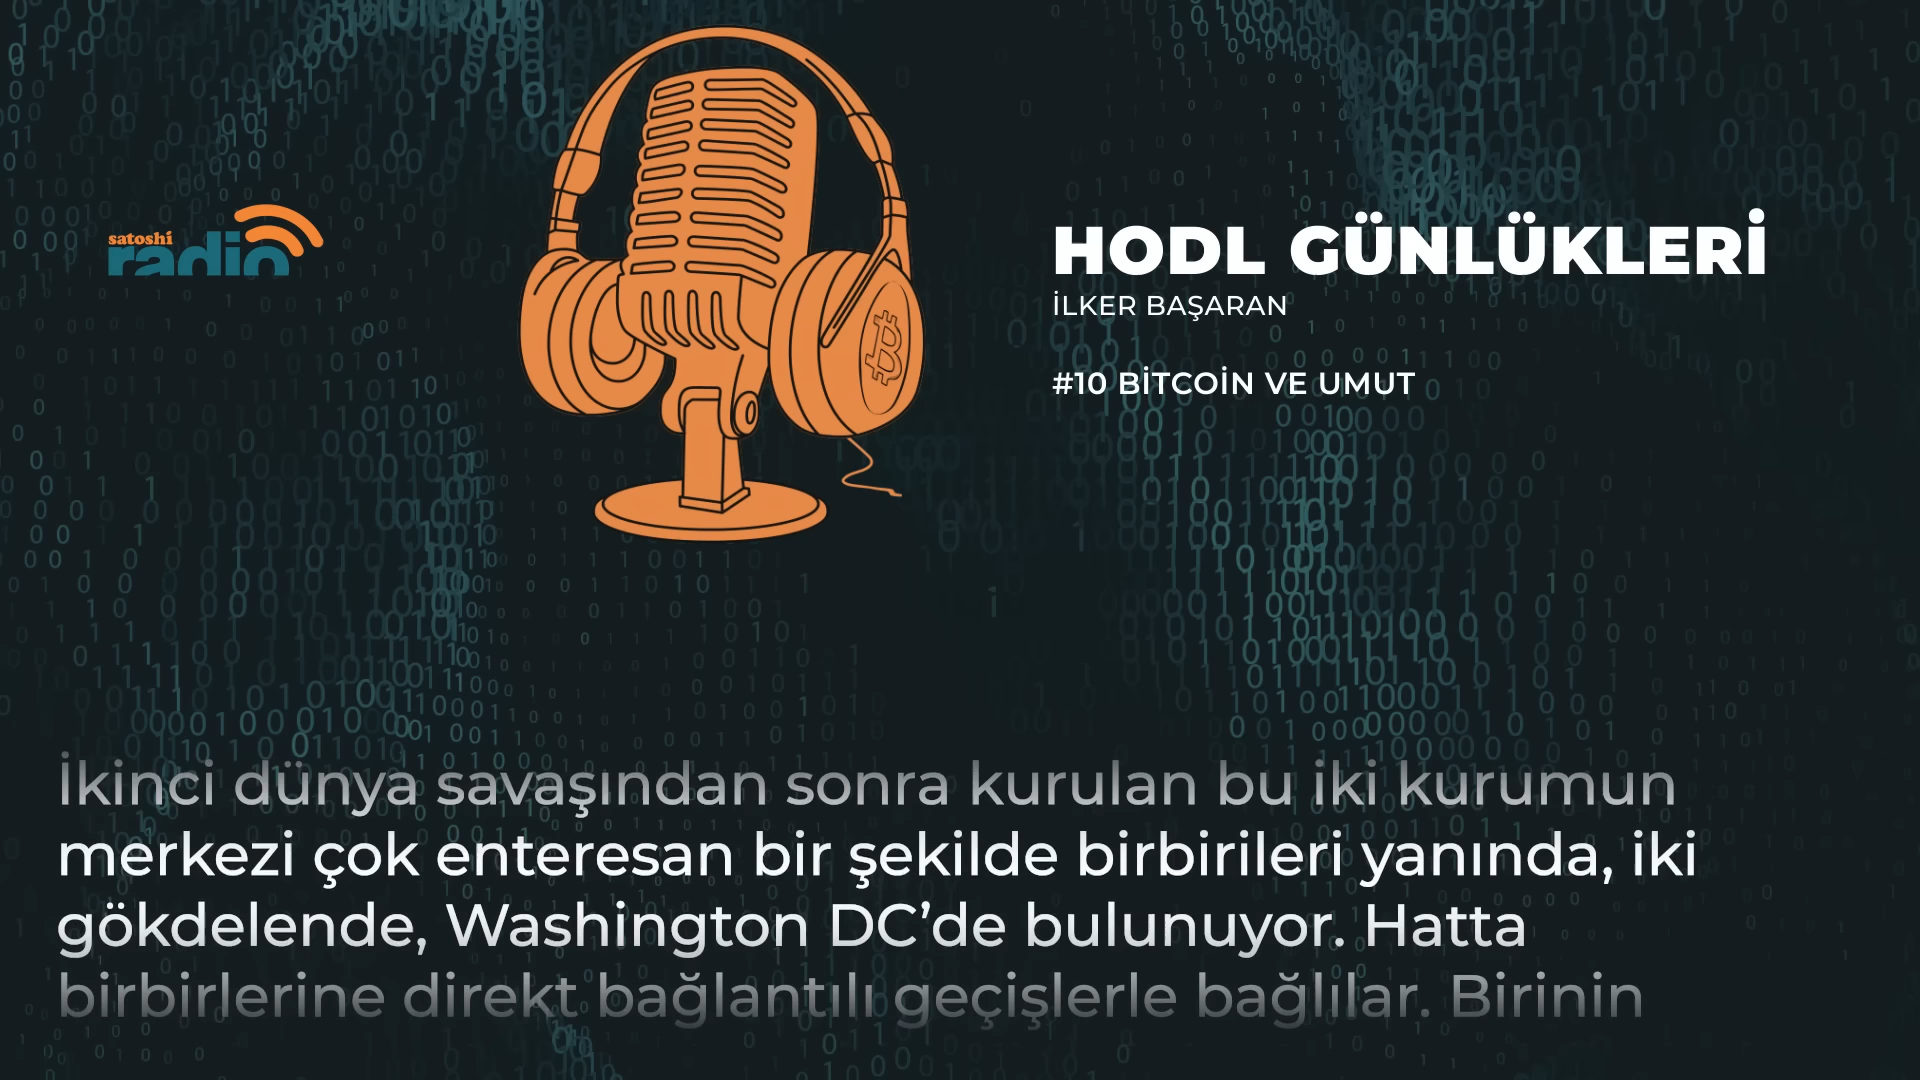 satoshi
radio
HODL GÜNLÜKLERİ
İLKER BAŞARAN
#10 BİTCOİN VE UMUT
İkinci dünya savaşından sonra kurulan bu iki kurumun
merkezi çok enteresan bir şekilde birbirileri yanında, iki
gökdelende, Washington DC’de bulunuyor. Hatta
birbirlerine direkt bağlantılı geçişlerle bağlılar. Birinin